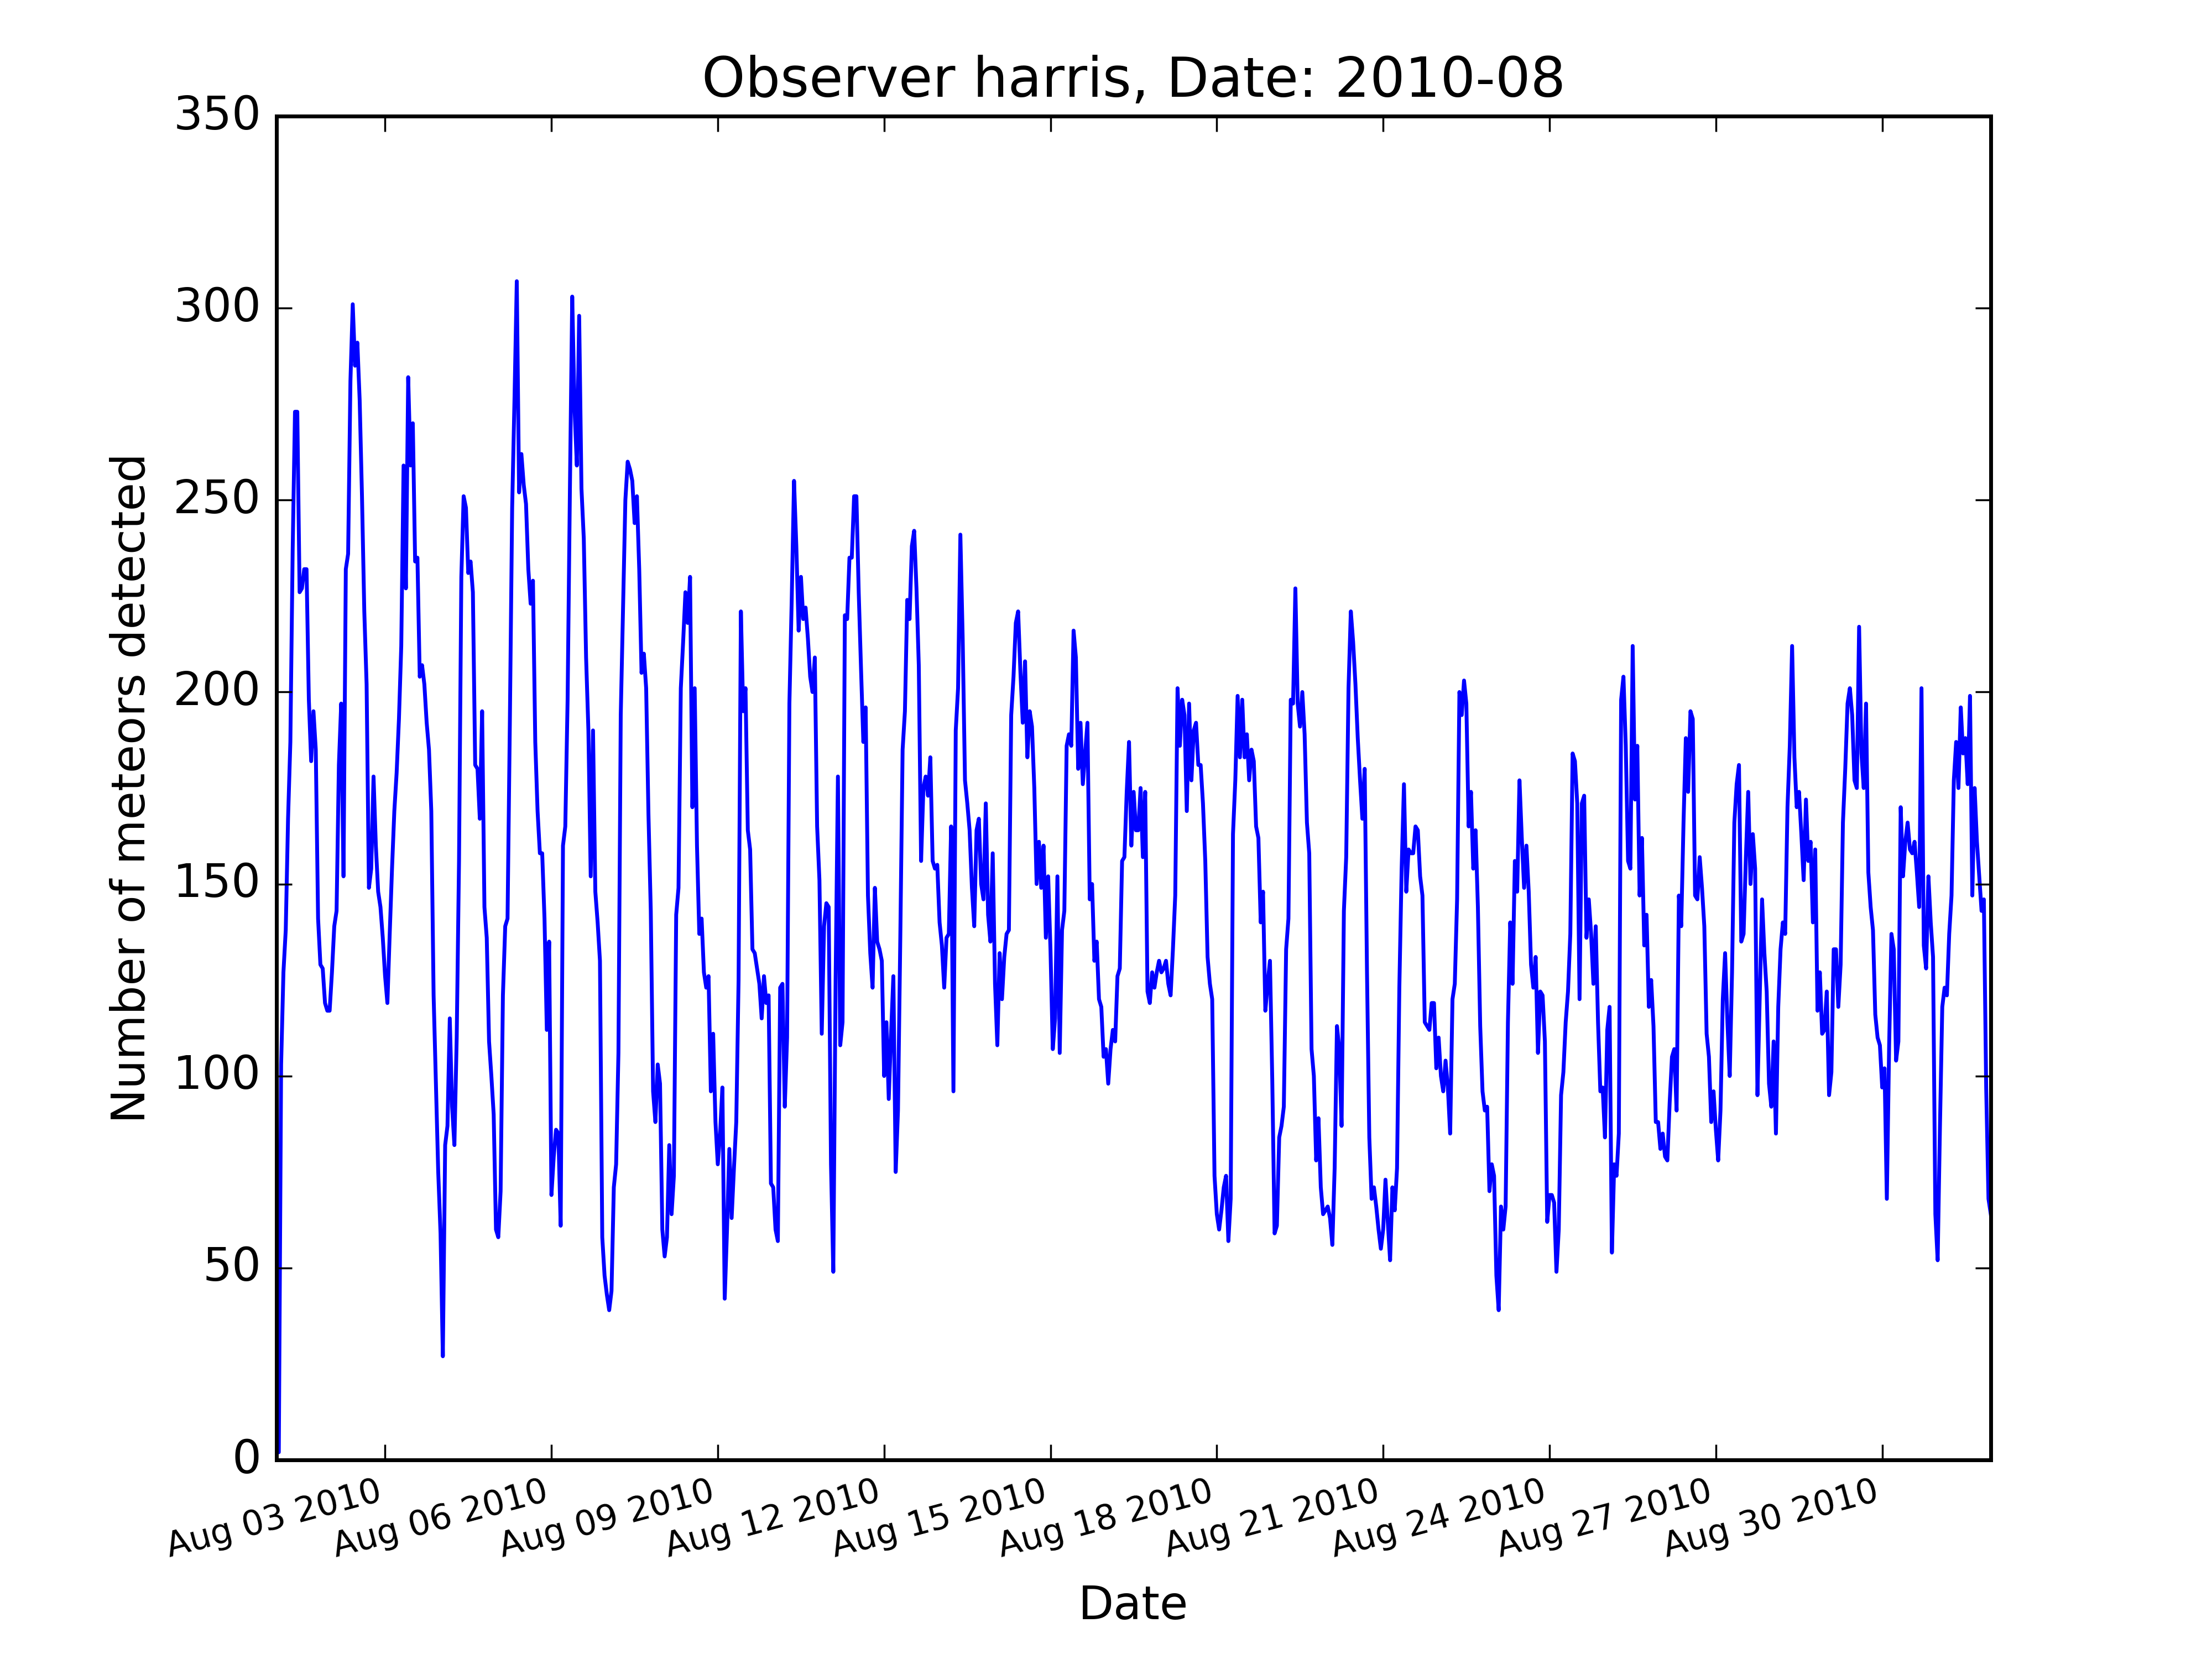 Observer harris, Date: 2010-08
350
300
250
200
150
100
50
0
Number of meteors detected
Aug 03 2010
Aug 06 2010
Aug 09 2010
Aug 12 2010
Aug 15 2010
Aug 18 2010
Aug 21 2010
Aug 24 2010
Aug 27 2010
Aug 30 2010
Date